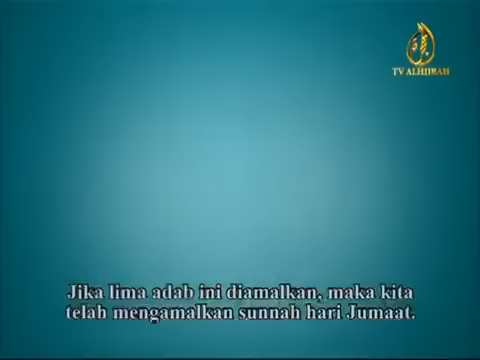 TV ALHIJRAH
Jika lima adab ini diamalkan, maka kita
telah mengamalkan sunnah hari Jumaat.